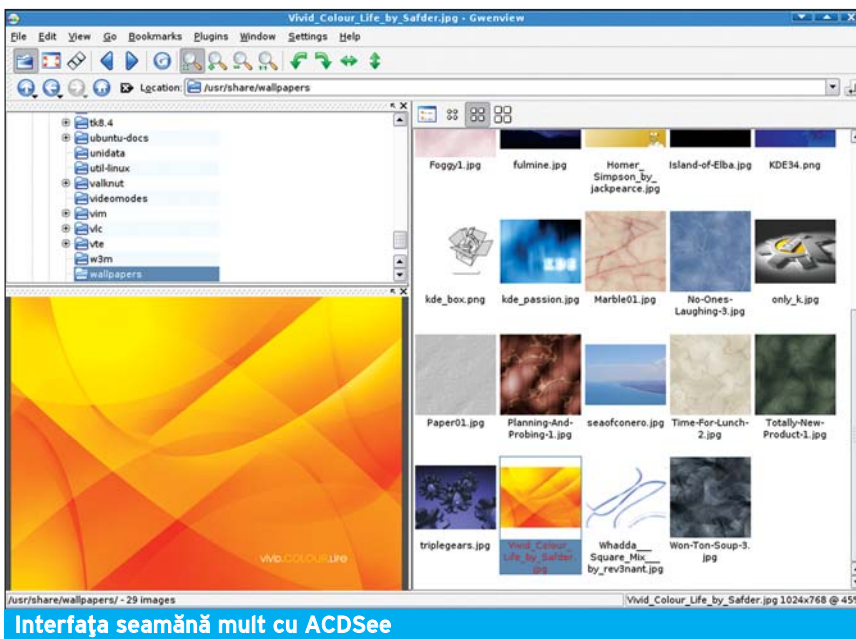 Vivid_Colour_Life_by_Safder.jpg - Gwenview
File Edit View Go Bookmarks Plugins Window Settings Help
Location: /usr/share/wallpapers
tk8.4
ubuntu-docs
unidata
util-linux
valknut
videomodes
vim
vlc
vte
w3m
wallpapers
Foggy1.jpg
fulmine.jpg
Homer_
Simpson_by_
jackpearce.jpg
Island-of-Elba.jpg
KDE34.png
kde_box.png
kde_passion.jpg
Marble01.jpg
No-Ones-
Laughing-3.jpg
only_k.jpg
Paper01.jpg
Planning-And-
Probing-1.jpg
seaofconero.jpg
Time-For-Lunch-
2.jpg
Totally-New-
Product-1.jpg
triplegears.jpg
Vivid_Colour_
Life_by_Safder.
jpg
Whadda___
Square_Mix___
by_rev3nant.jpg
Won-Ton-Soup-3.
jpg
VIVID.COLOUR.LIFE
/usr/share/wallpapers/ - 29 images
Vivid_Colour_Life_by_Safder.jpg 1024x768 @ 45%
Interfaţa seamănă mult cu ACDSee